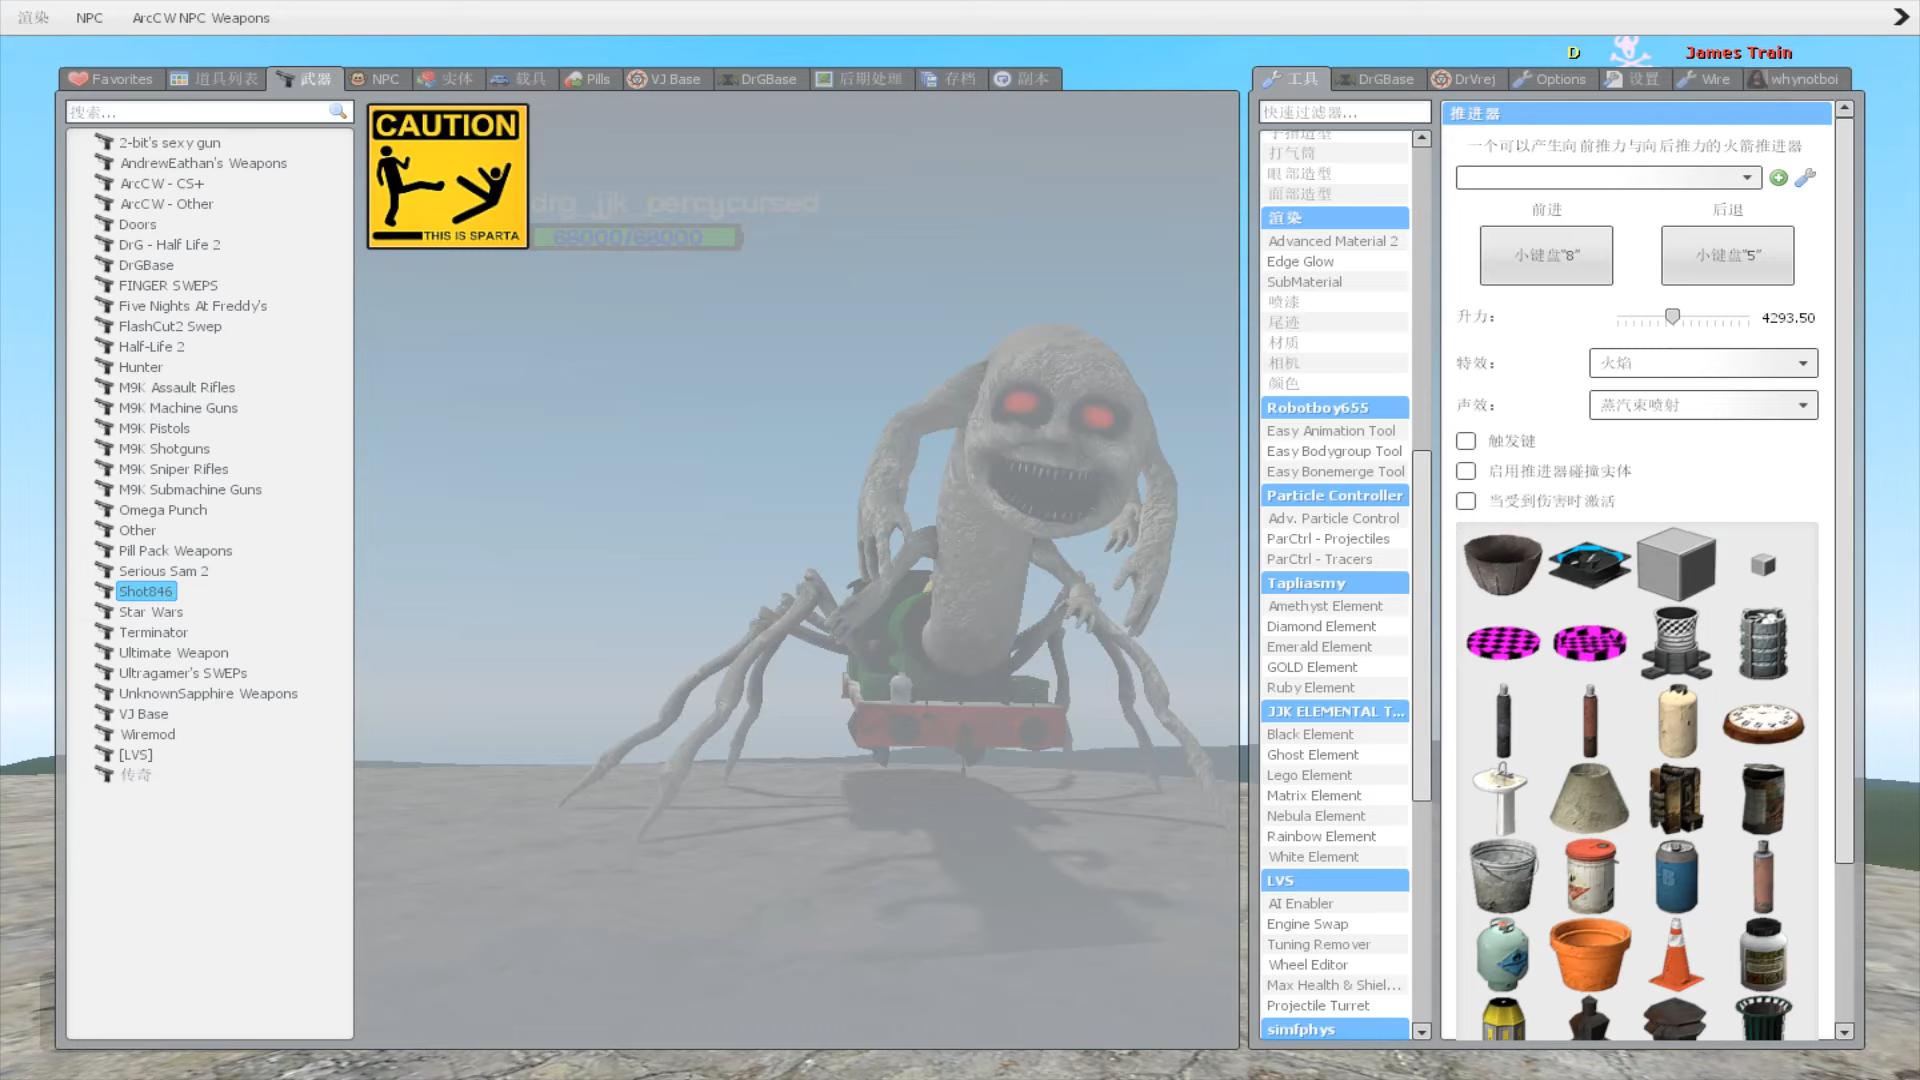 渲染 NPC ArcCW NPC Weapons
D James Train
Favorites 道具列表 武器 NPC 实体 载具 Pills VJ Base DrGBase 后期处理 存档 副本
工具 DrGBase DrVrej Options 设置 Wire whynotboi
搜索...
2-bit's sexy gun
AndrewEathan's Weapons
ArcCW - CS+
ArcCW - Other
Doors
DrG - Half Life 2
DrGBase
FINGER SWEPS
Five Nights At Freddy's
FlashCut2 Swep
Half-Life 2
Hunter
M9K Assault Rifles
M9K Machine Guns
M9K Pistols
M9K Shotguns
M9K Sniper Rifles
M9K Submachine Guns
Omega Punch
Other
Pill Pack Weapons
Serious Sam 2
Shot846
Star Wars
Terminator
Ultimate Weapon
Ultragamer's SWEPs
UnknownSapphire Weapons
VJ Base
Wiremod
[LVS]
传奇
CAUTION
THIS IS SPARTA
drg_jjk_percycursed
68000/68000
快速过滤器...
手指造型
打气筒
眼部造型
面部造型
渲染
Advanced Material 2
Edge Glow
SubMaterial
喷漆
尾迹
材质
相机
颜色
Robotboy655
Easy Animation Tool
Easy Bodygroup Tool
Easy Bonemerge Tool
Particle Controller
Adv. Particle Control
ParCtrl - Projectiles
ParCtrl - Tracers
Tapliasmy
Amethyst Element
Diamond Element
Emerald Element
GOLD Element
Ruby Element
JJK ELEMENTAL T...
Black Element
Ghost Element
Lego Element
Matrix Element
Nebula Element
Rainbow Element
White Element
LVS
AI Enabler
Engine Swap
Tuning Remover
Wheel Editor
Max Health & Shiel...
Projectile Turret
simfphys
推进器
一个可以产生向前推力与向后推力的火箭推进器
前进 后退
小键盘"8" 小键盘"5"
升力: 4293.50
特效: 火焰
声效: 蒸汽束喷射
触发键
启用推进器碰撞实体
当受到伤害时激活